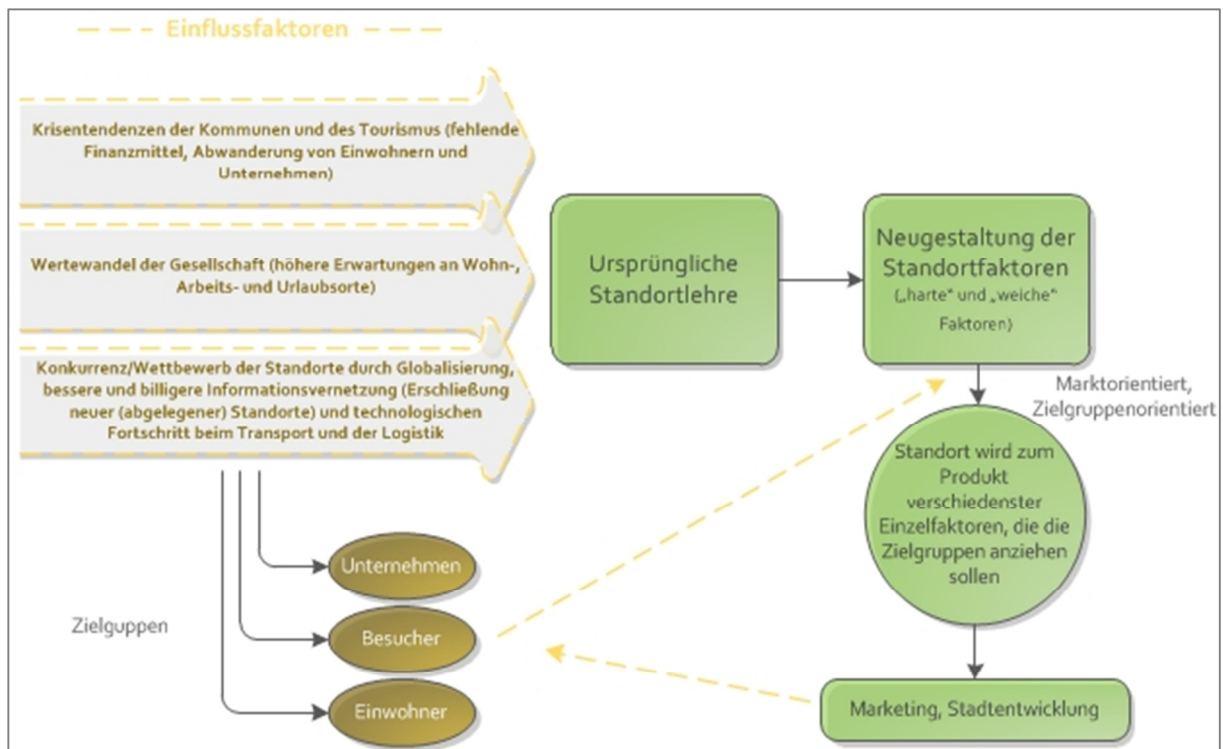 Einflussfaktoren
Krisentendenzen der Kommunen und des Tourismus (fehlende
Finanzmittel, Abwanderung von Einwohnern und
Unternehmen)
Wertewandel der Gesellschaft (höhere Erwartungen an Wohn-,
Arbeits- und Urlaubsorte)
Konkurrenz/Wettbewerb der Standorte durch Globalisierung,
bessere und billigere Informationsvernetzung (Erschließung
neuer (abgelegener) Standorte) und technologischen
Fortschritt beim Transport und der Logistik
Ursprüngliche
Standortlehre
Neugestaltung der
Standortfaktoren
(„harte“ und „weiche“
Faktoren)
Marktorientiert,
Zielgruppenorientiert
Standort wird zum
Produkt
verschiedenster
Einzelfaktoren, die die
Zielgruppen anziehen
sollen
Marketing, Stadtentwicklung
Zielguppen
Unternehmen
Besucher
Einwohner